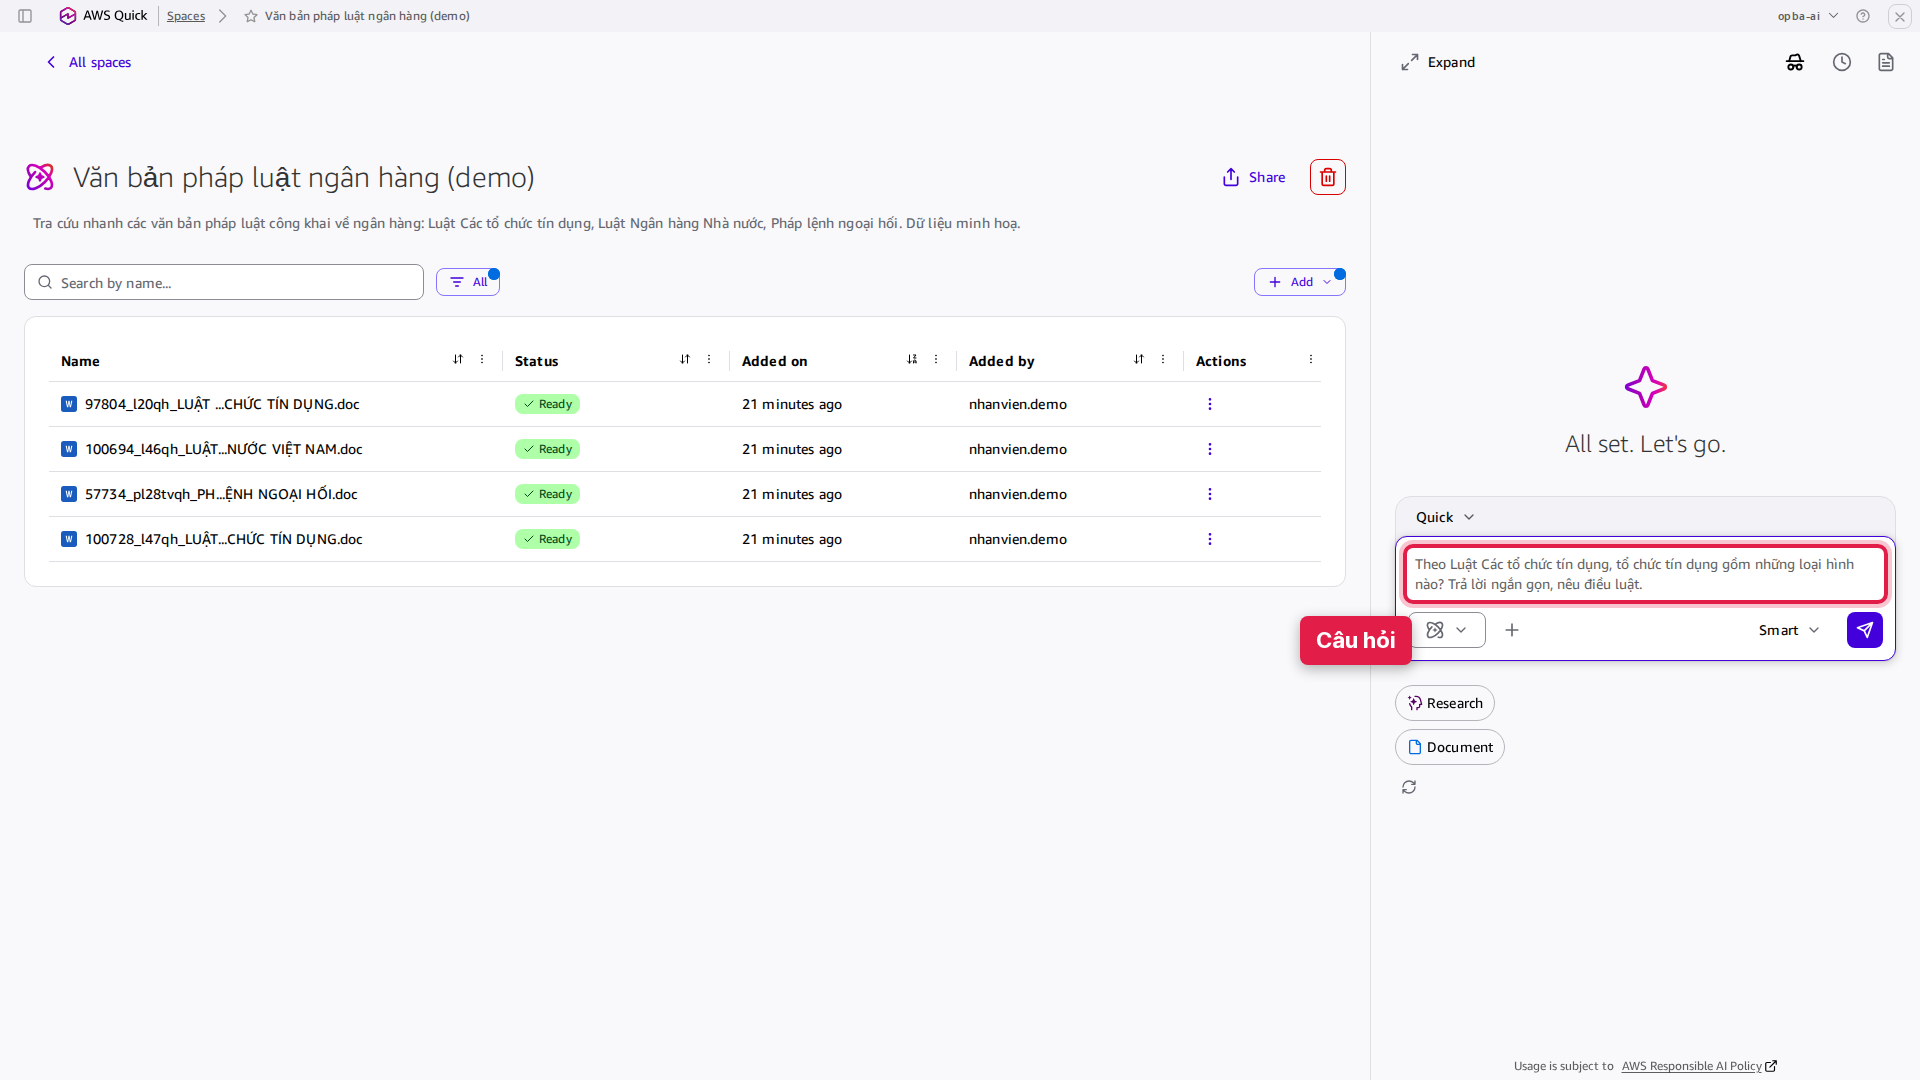 AWS Quick
Spaces
Văn bản pháp luật ngân hàng (demo)
opba-ai
All spaces
Expand
Văn bản pháp luật ngân hàng (demo)
Share
Tra cứu nhanh các văn bản pháp luật công khai về ngân hàng: Luật Các tổ chức tín dụng, Luật Ngân hàng Nhà nước, Pháp lệnh ngoại hối. Dữ liệu minh hoạ.
Search by name...
All
Add
Name Status Added on Added by Actions
97804_l20qh_LUẬT ...CHỨC TÍN DỤNG.doc Ready 21 minutes ago nhanvien.demo
100694_l46qh_LUẬT...NƯỚC VIỆT NAM.doc Ready 21 minutes ago nhanvien.demo
57734_pl28tvqh_PH...ỆNH NGOẠI HỐI.doc Ready 21 minutes ago nhanvien.demo
100728_l47qh_LUẬT...CHỨC TÍN DỤNG.doc Ready 21 minutes ago nhanvien.demo
All set. Let's go.
Quick
Theo Luật Các tổ chức tín dụng, tổ chức tín dụng gồm những loại hình
nào? Trả lời ngắn gọn, nêu điều luật.
Câu hỏi
Smart
Research
Document
Usage is subject to AWS Responsible AI Policy